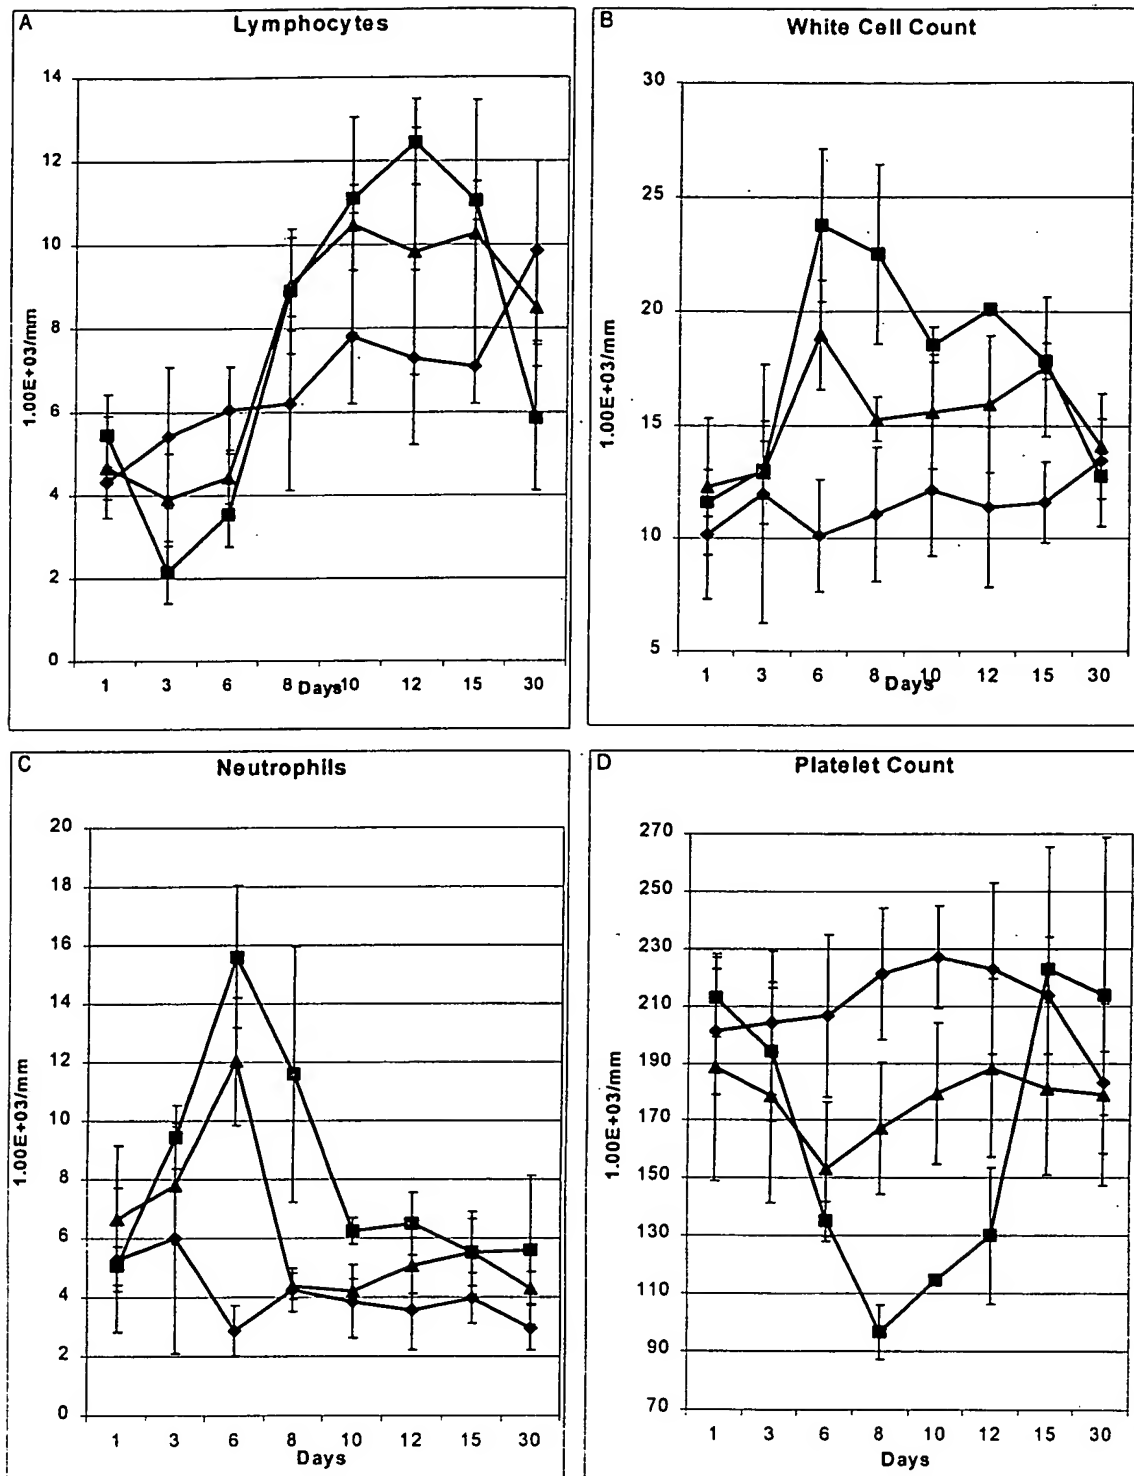 A
Lymphocytes
14
12
10
8
6
4
2
0
1.00E+03/mm
1 3 6 8 10 12 15 30
Days
B
White Cell Count
30
25
20
15
10
5
1.00E+03/mm
1 3 6 8 10 12 15 30
Days
C
Neutrophils
20
18
16
14
12
10
8
6
4
2
0
1.00E+03/mm
1 3 6 8 10 12 15 30
Days
D
Platelet Count
270
250
230
210
190
170
150
130
110
90
70
1.00E+03/mm
1 3 6 8 10 12 15 30
Days